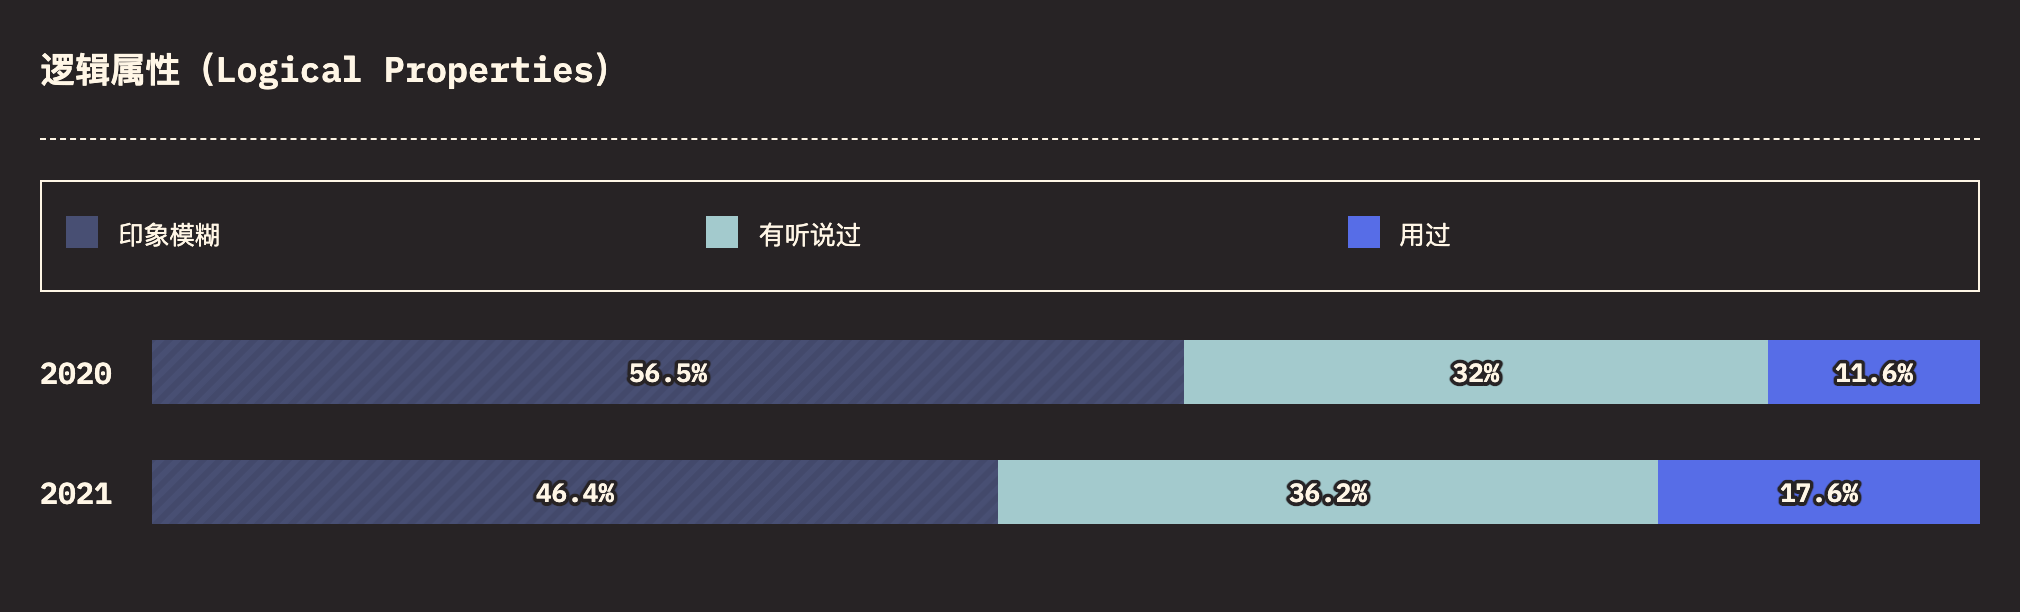 逻辑属性（Logical Properties）
印象模糊 有听说过 用过
2020 56.5% 32% 11.6%
2021 46.4% 36.2% 17.6%